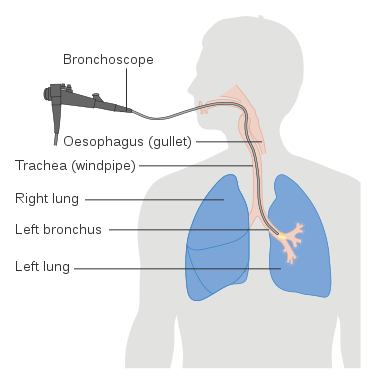 Bronchoscope
Oesophagus (gullet)
Trachea (windpipe)
Right lung
Left bronchus
Left lung